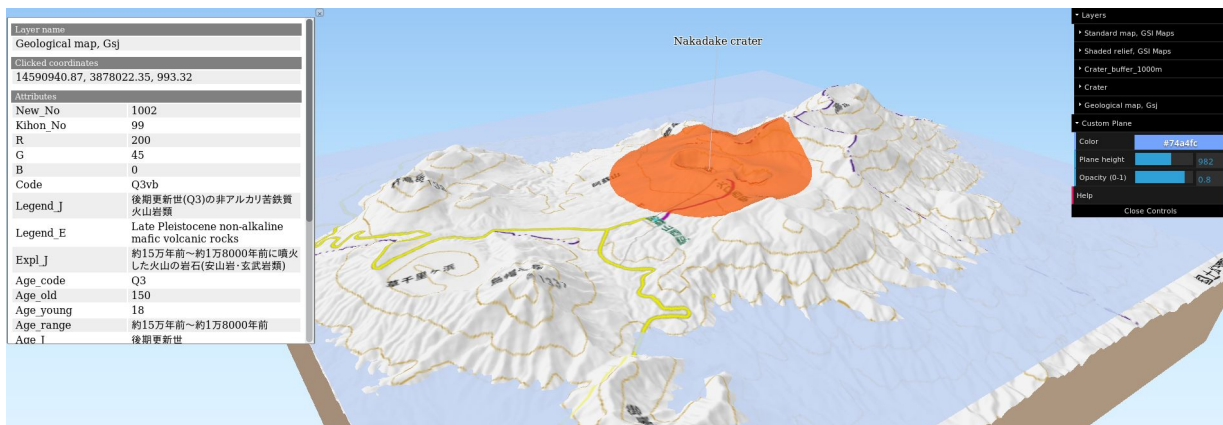 Layer name
Geological map, Gsj
Clicked coordinates
14590940.87, 3878022.35, 993.32
Attributes
New_No 1002
Kihon_No 99
R 200
G 45
B 0
Code Q3vb
Legend_J 後期更新世(Q3)の非アルカリ苦鉄質
火山岩類
Legend_E Late Pleistocene non-alkaline
mafic volcanic rocks
Expl_J 約15万年前～約1万8000年前に噴火
した火山の岩石(安山岩・玄武岩類)
Age_code Q3
Age_old 150
Age_young 18
Age_range 約15万年前～約1万8000年前
Age_J 後期更新世
Nakadake crater
草千里ヶ浜
Layers
Standard map, GSI Maps
Shaded relief, GSI Maps
Crater_buffer_1000m
Crater
Geological map, Gsj
Custom Plane
Color #74a4fc
Plane height 982
Opacity (0-1) 0.8
Help
Close Controls